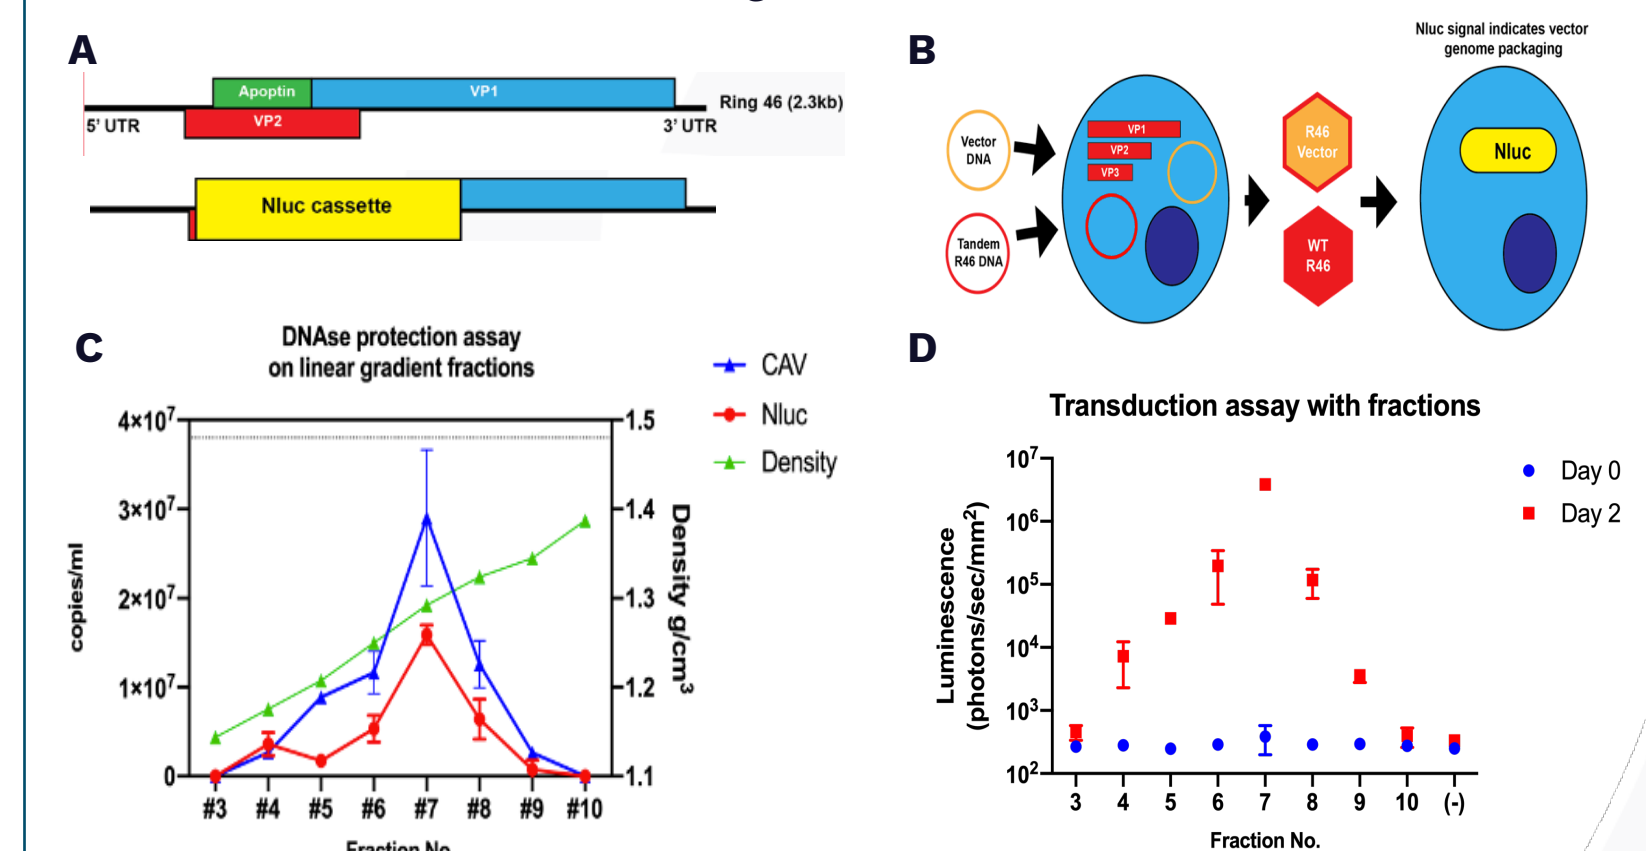 A
Apoptin
VP1
VP2
5' UTR
3' UTR
Ring 46 (2.3kb)
Nluc cassette
B
Nluc signal indicates vector
genome packaging
Vector
DNA
Tandem
R46 DNA
VP1
VP2
VP3
R46
Vector
WT
R46
Nluc
C
DNAse protection assay
on linear gradient fractions
CAV
Nluc
Density
4×10⁷
3×10⁷
2×10⁷
1×10⁷
0
copies/ml
1.5
1.4
1.3
1.2
1.1
Density g/cm³
#3 #4 #5 #6 #7 #8 #9 #10
Fraction No.
D
Transduction assay with fractions
Day 0
Day 2
Luminescence
(photons/sec/mm²)
10⁷
10⁶
10⁵
10⁴
10³
10²
3 4 5 6 7 8 9 10 (-)
Fraction No.